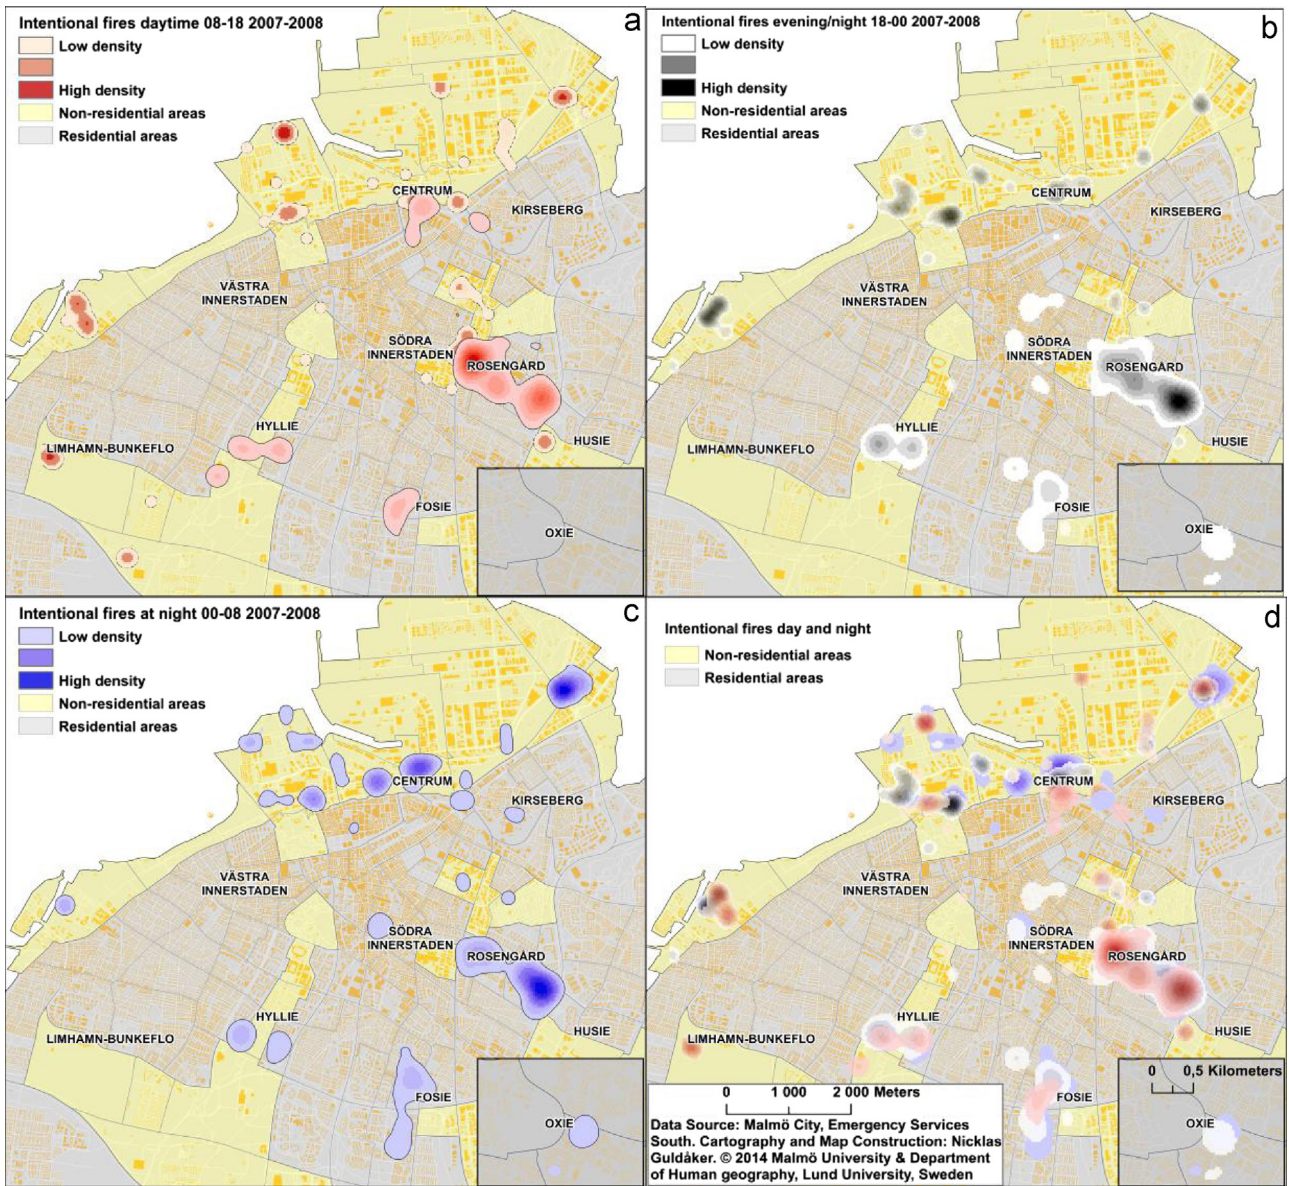 Intentional fires daytime 08-18 2007-2008
a
Low density
High density
Non-residential areas
Residential areas
CENTRUM
KIRSEBERG
VÄSTRA
INNERSTADEN
SÖDRA
INNERSTADEN
ROSENGÅRD
HYLLIE
LIMHAMN-BUNKEFLO
HUSIE
FOSIE
OXIE
Intentional fires evening/night 18-00 2007-2008
b
Low density
High density
Non-residential areas
Residential areas
CENTRUM
KIRSEBERG
VÄSTRA
INNERSTADEN
SÖDRA
INNERSTADEN
ROSENGÅRD
HYLLIE
LIMHAMN-BUNKEFLO
HUSIE
FOSIE
OXIE
Intentional fires at night 00-08 2007-2008
c
Low density
High density
Non-residential areas
Residential areas
CENTRUM
KIRSEBERG
VÄSTRA
INNERSTADEN
SÖDRA
INNERSTADEN
ROSENGÅRD
HYLLIE
LIMHAMN-BUNKEFLO
HUSIE
FOSIE
OXIE
d
Intentional fires day and night
Non-residential areas
Residential areas
CENTRUM
KIRSEBERG
VÄSTRA
INNERSTADEN
SÖDRA
INNERSTADEN
ROSENGÅRD
HYLLIE
LIMHAMN-BUNKEFLO
HUSIE
FOSIE
0 0,5 Kilometers
OXIE
0 1 000 2 000 Meters
Data Source: Malmö City, Emergency Services
South. Cartography and Map Construction: Nicklas
Guldåker. © 2014 Malmö University & Department
of Human geography, Lund University, Sweden